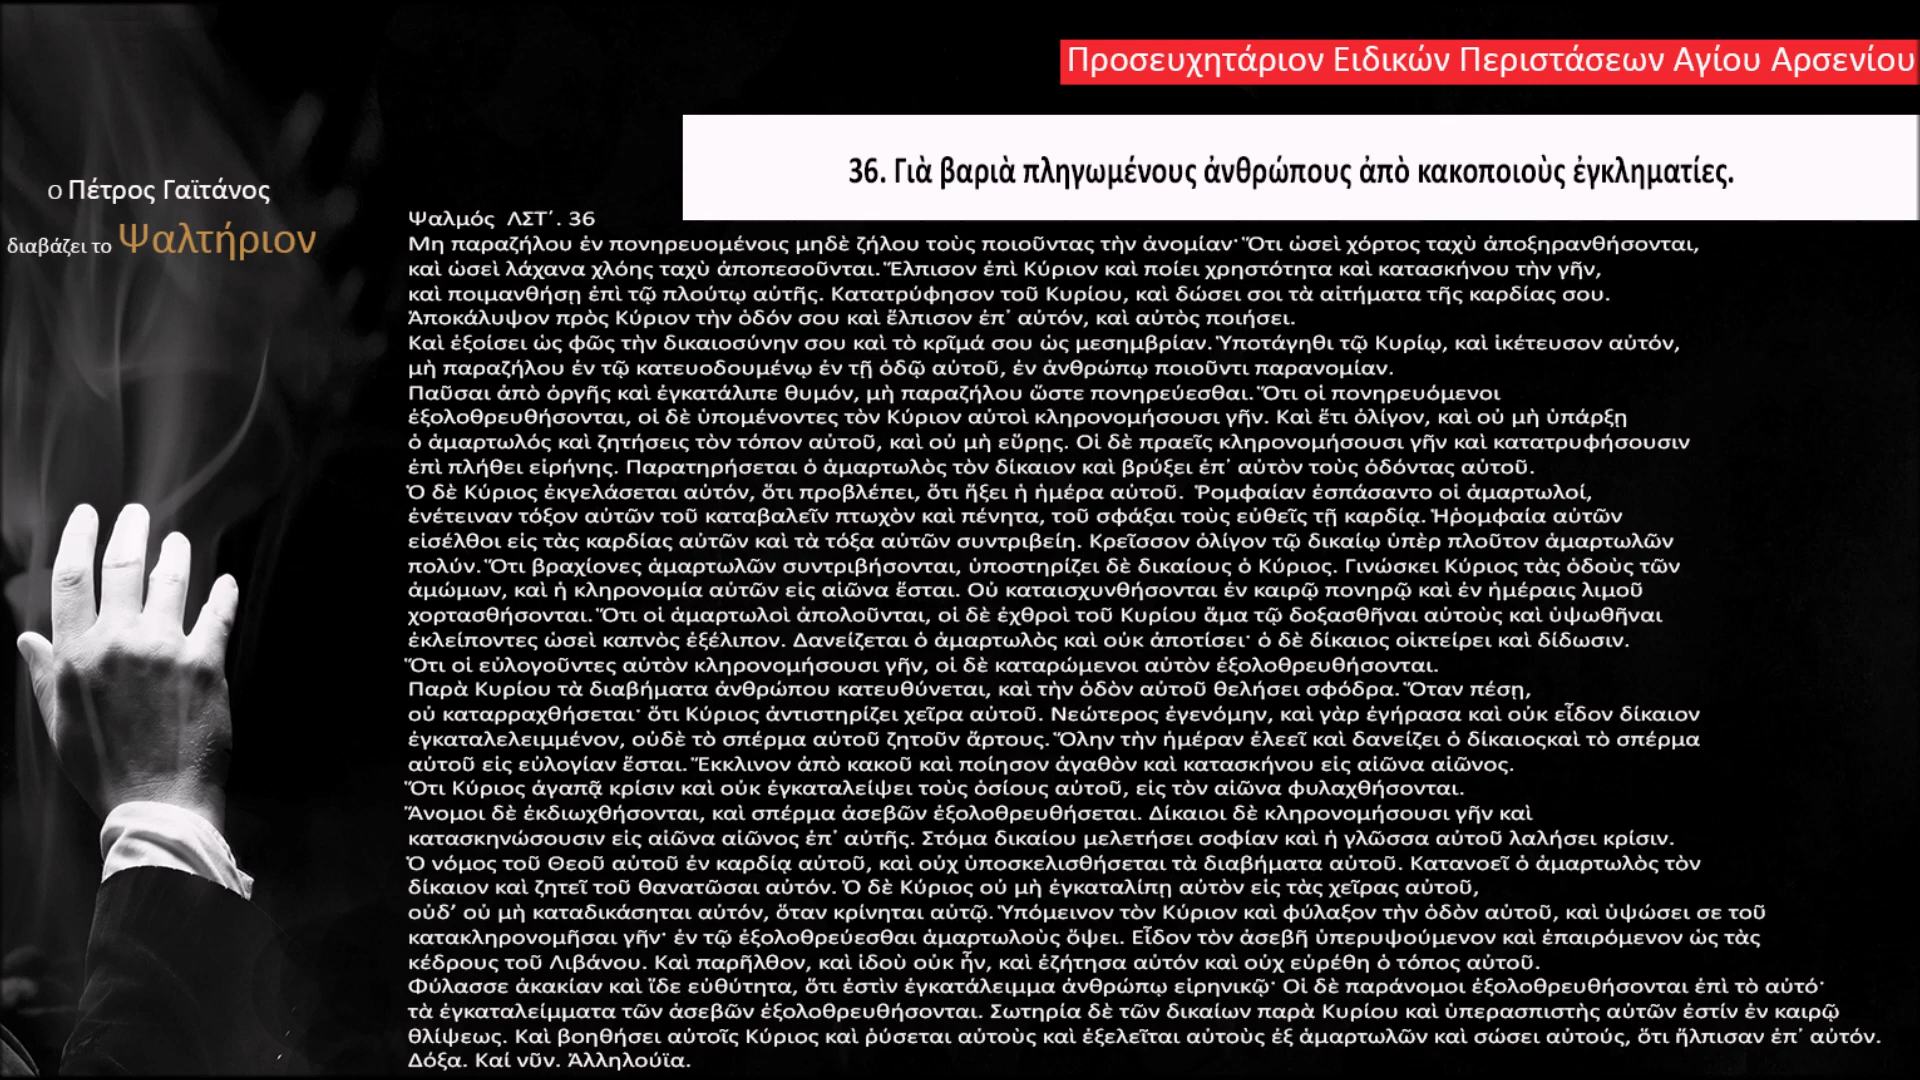 Προσευχητάριον Ειδικών Περιστάσεων Αγίου Αρσενίου
36. Γιὰ βαριὰ πληγωμένους ἀνθρώπους ἀπὸ κακοποιοὺς ἐγκληματίες.
ο Πέτρος Γαϊτάνος
διαβάζει το Ψαλτήριον
Ψαλμός ΛΣΤ΄. 36
Μη παραζήλου ἐν πονηρευομένοις μηδὲ ζήλου τοὺς ποιοῦντας τὴν ἀνομίαν· Ὅτι ὡσεὶ χόρτος ταχὺ ἀποξηρανθήσονται,
καὶ ὡσεὶ λάχανα χλόης ταχὺ ἀποπεσοῦνται. Ἔλπισον ἐπὶ Κύριον καὶ ποίει χρηστότητα καὶ κατασκήνου τὴν γῆν,
καὶ ποιμανθήσῃ ἐπὶ τῷ πλούτῳ αὐτῆς. Κατατρύφησον τοῦ Κυρίου, καὶ δώσει σοι τὰ αἰτήματα τῆς καρδίας σου.
Ἀποκάλυψον πρὸς Κύριον τὴν ὁδόν σου καὶ ἔλπισον ἐπ᾿ αὐτόν, καὶ αὐτὸς ποιήσει.
Καὶ ἐξοίσει ὡς φῶς τὴν δικαιοσύνην σου καὶ τὸ κρῖμά σου ὡς μεσημβρίαν. Ὑποτάγηθι τῷ Κυρίῳ, καὶ ἱκέτευσον αὐτόν,
μὴ παραζήλου ἐν τῷ κατευοδουμένῳ ἐν τῇ ὁδῷ αὐτοῦ, ἐν ἀνθρώπῳ ποιοῦντι παρανομίαν.
Παῦσαι ἀπὸ ὀργῆς καὶ ἐγκατάλιπε θυμόν, μὴ παραζήλου ὥστε πονηρεύεσθαι. Ὅτι οἱ πονηρευόμενοι
ἐξολοθρευθήσονται, οἱ δὲ ὑπομένοντες τὸν Κύριον αὐτοὶ κληρονομήσουσι γῆν. Καὶ ἔτι ὀλίγον, καὶ οὐ μὴ ὑπάρξῃ
ὁ ἁμαρτωλός καὶ ζητήσεις τὸν τόπον αὐτοῦ, καὶ οὐ μὴ εὕρῃς. Οἱ δὲ πραεῖς κληρονομήσουσι γῆν καὶ κατατρυφήσουσιν
ἐπὶ πλήθει εἰρήνης. Παρατηρήσεται ὁ ἁμαρτωλὸς τὸν δίκαιον καὶ βρύξει ἐπ᾿ αὐτὸν τοὺς ὀδόντας αὐτοῦ.
Ὁ δὲ Κύριος ἐκγελάσεται αὐτόν, ὅτι προβλέπει, ὅτι ἥξει ἡ ἡμέρα αὐτοῦ. Ῥομφαίαν ἐσπάσαντο οἱ ἁμαρτωλοί,
ἐνέτειναν τόξον αὐτῶν τοῦ καταβαλεῖν πτωχὸν καὶ πένητα, τοῦ σφάξαι τοὺς εὐθεῖς τῇ καρδίᾳ. Ἡῥομφαία αὐτῶν
εἰσέλθοι εἰς τὰς καρδίας αὐτῶν καὶ τὰ τόξα αὐτῶν συντριβείη. Κρεῖσσον ὀλίγον τῷ δικαίῳ ὑπὲρ πλοῦτον ἁμαρτωλῶν
πολύν. Ὅτι βραχίονες ἁμαρτωλῶν συντριβήσονται, ὑποστηρίζει δὲ δικαίους ὁ Κύριος. Γινώσκει Κύριος τὰς ὁδοὺς τῶν
ἀμώμων, καὶ ἡ κληρονομία αὐτῶν εἰς αἰῶνα ἔσται. Οὐ καταισχυνθήσονται ἐν καιρῷ πονηρῷ καὶ ἐν ἡμέραις λιμοῦ
χορτασθήσονται. Ὅτι οἱ ἁμαρτωλοὶ ἀπολοῦνται, οἱ δὲ ἐχθροὶ τοῦ Κυρίου ἅμα τῷ δοξασθῆναι αὐτοὺς καὶ ὑψωθῆναι
ἐκλείποντες ὡσεὶ καπνὸς ἐξέλιπον. Δανείζεται ὁ ἁμαρτωλὸς καὶ οὐκ ἀποτίσει· ὁ δὲ δίκαιος οἰκτείρει καὶ δίδωσιν.
Ὅτι οἱ εὐλογοῦντες αὐτὸν κληρονομήσουσι γῆν, οἱ δὲ καταρώμενοι αὐτὸν ἐξολοθρευθήσονται.
Παρὰ Κυρίου τὰ διαβήματα ἀνθρώπου κατευθύνεται, καὶ τὴν ὁδὸν αὐτοῦ θελήσει σφόδρα. Ὅταν πέσῃ,
οὐ καταρραχθήσεται· ὅτι Κύριος ἀντιστηρίζει χεῖρα αὐτοῦ. Νεώτερος ἐγενόμην, καὶ γὰρ ἐγήρασα καὶ οὐκ εἶδον δίκαιον
ἐγκαταλελειμμένον, οὐδὲ τὸ σπέρμα αὐτοῦ ζητοῦν ἄρτους. Ὅλην τὴν ἡμέραν ἐλεεῖ καὶ δανείζει ὁ δίκαιοςκαὶ τὸ σπέρμα
αὐτοῦ εἰς εὐλογίαν ἔσται. Ἔκκλινον ἀπὸ κακοῦ καὶ ποίησον ἀγαθὸν καὶ κατασκήνου εἰς αἰῶνα αἰῶνος.
Ὅτι Κύριος ἀγαπᾷ κρίσιν καὶ οὐκ ἐγκαταλείψει τοὺς ὁσίους αὐτοῦ, εἰς τὸν αἰῶνα φυλαχθήσονται.
Ἄνομοι δὲ ἐκδιωχθήσονται, καὶ σπέρμα ἀσεβῶν ἐξολοθρευθήσεται. Δίκαιοι δὲ κληρονομήσουσι γῆν καὶ
κατασκηνώσουσιν εἰς αἰῶνα αἰῶνος ἐπ᾿ αὐτῆς. Στόμα δικαίου μελετήσει σοφίαν καὶ ἡ γλῶσσα αὐτοῦ λαλήσει κρίσιν.
Ὁ νόμος τοῦ Θεοῦ αὐτοῦ ἐν καρδίᾳ αὐτοῦ, καὶ οὐχ ὑποσκελισθήσεται τὰ διαβήματα αὐτοῦ. Κατανοεῖ ὁ ἁμαρτωλὸς τὸν
δίκαιον καὶ ζητεῖ τοῦ θανατῶσαι αὐτόν. Ὁ δὲ Κύριος οὐ μὴ ἐγκαταλίπῃ αὐτὸν εἰς τὰς χεῖρας αὐτοῦ,
οὐδ’ οὐ μὴ καταδικάσηται αὐτόν, ὅταν κρίνηται αὐτῷ. Ὑπόμεινον τὸν Κύριον καὶ φύλαξον τὴν ὁδὸν αὐτοῦ, καὶ ὑψώσει σε τοῦ
κατακληρονομῆσαι γῆν· ἐν τῷ ἐξολοθρεύεσθαι ἁμαρτωλοὺς ὄψει. Εἶδον τὸν ἀσεβῆ ὑπερυψούμενον καὶ ἐπαιρόμενον ὡς τὰς
κέδρους τοῦ Λιβάνου. Καὶ παρῆλθον, καὶ ἰδοὺ οὐκ ἦν, καὶ ἐζήτησα αὐτόν καὶ οὐχ εὑρέθη ὁ τόπος αὐτοῦ.
Φύλασσε ἀκακίαν καὶ ἴδε εὐθύτητα, ὅτι ἐστὶν ἐγκατάλειμμα ἀνθρώπῳ εἰρηνικῷ· Οἱ δὲ παράνομοι ἐξολοθρευθήσονται ἐπὶ τὸ αὐτό·
τὰ ἐγκαταλείμματα τῶν ἀσεβῶν ἐξολοθρευθήσονται. Σωτηρία δὲ τῶν δικαίων παρὰ Κυρίου καὶ ὑπερασπιστὴς αὐτῶν ἐστίν ἐν καιρῷ
θλίψεως. Καὶ βοηθήσει αὐτοῖς Κύριος καὶ ῥύσεται αὐτοὺς καὶ ἐξελεῖται αὐτοὺς ἐξ ἁμαρτωλῶν καὶ σώσει αὐτούς, ὅτι ἤλπισαν ἐπ᾿ αὐτόν.
Δόξα. Καί νῦν. Ἀλληλούϊα.